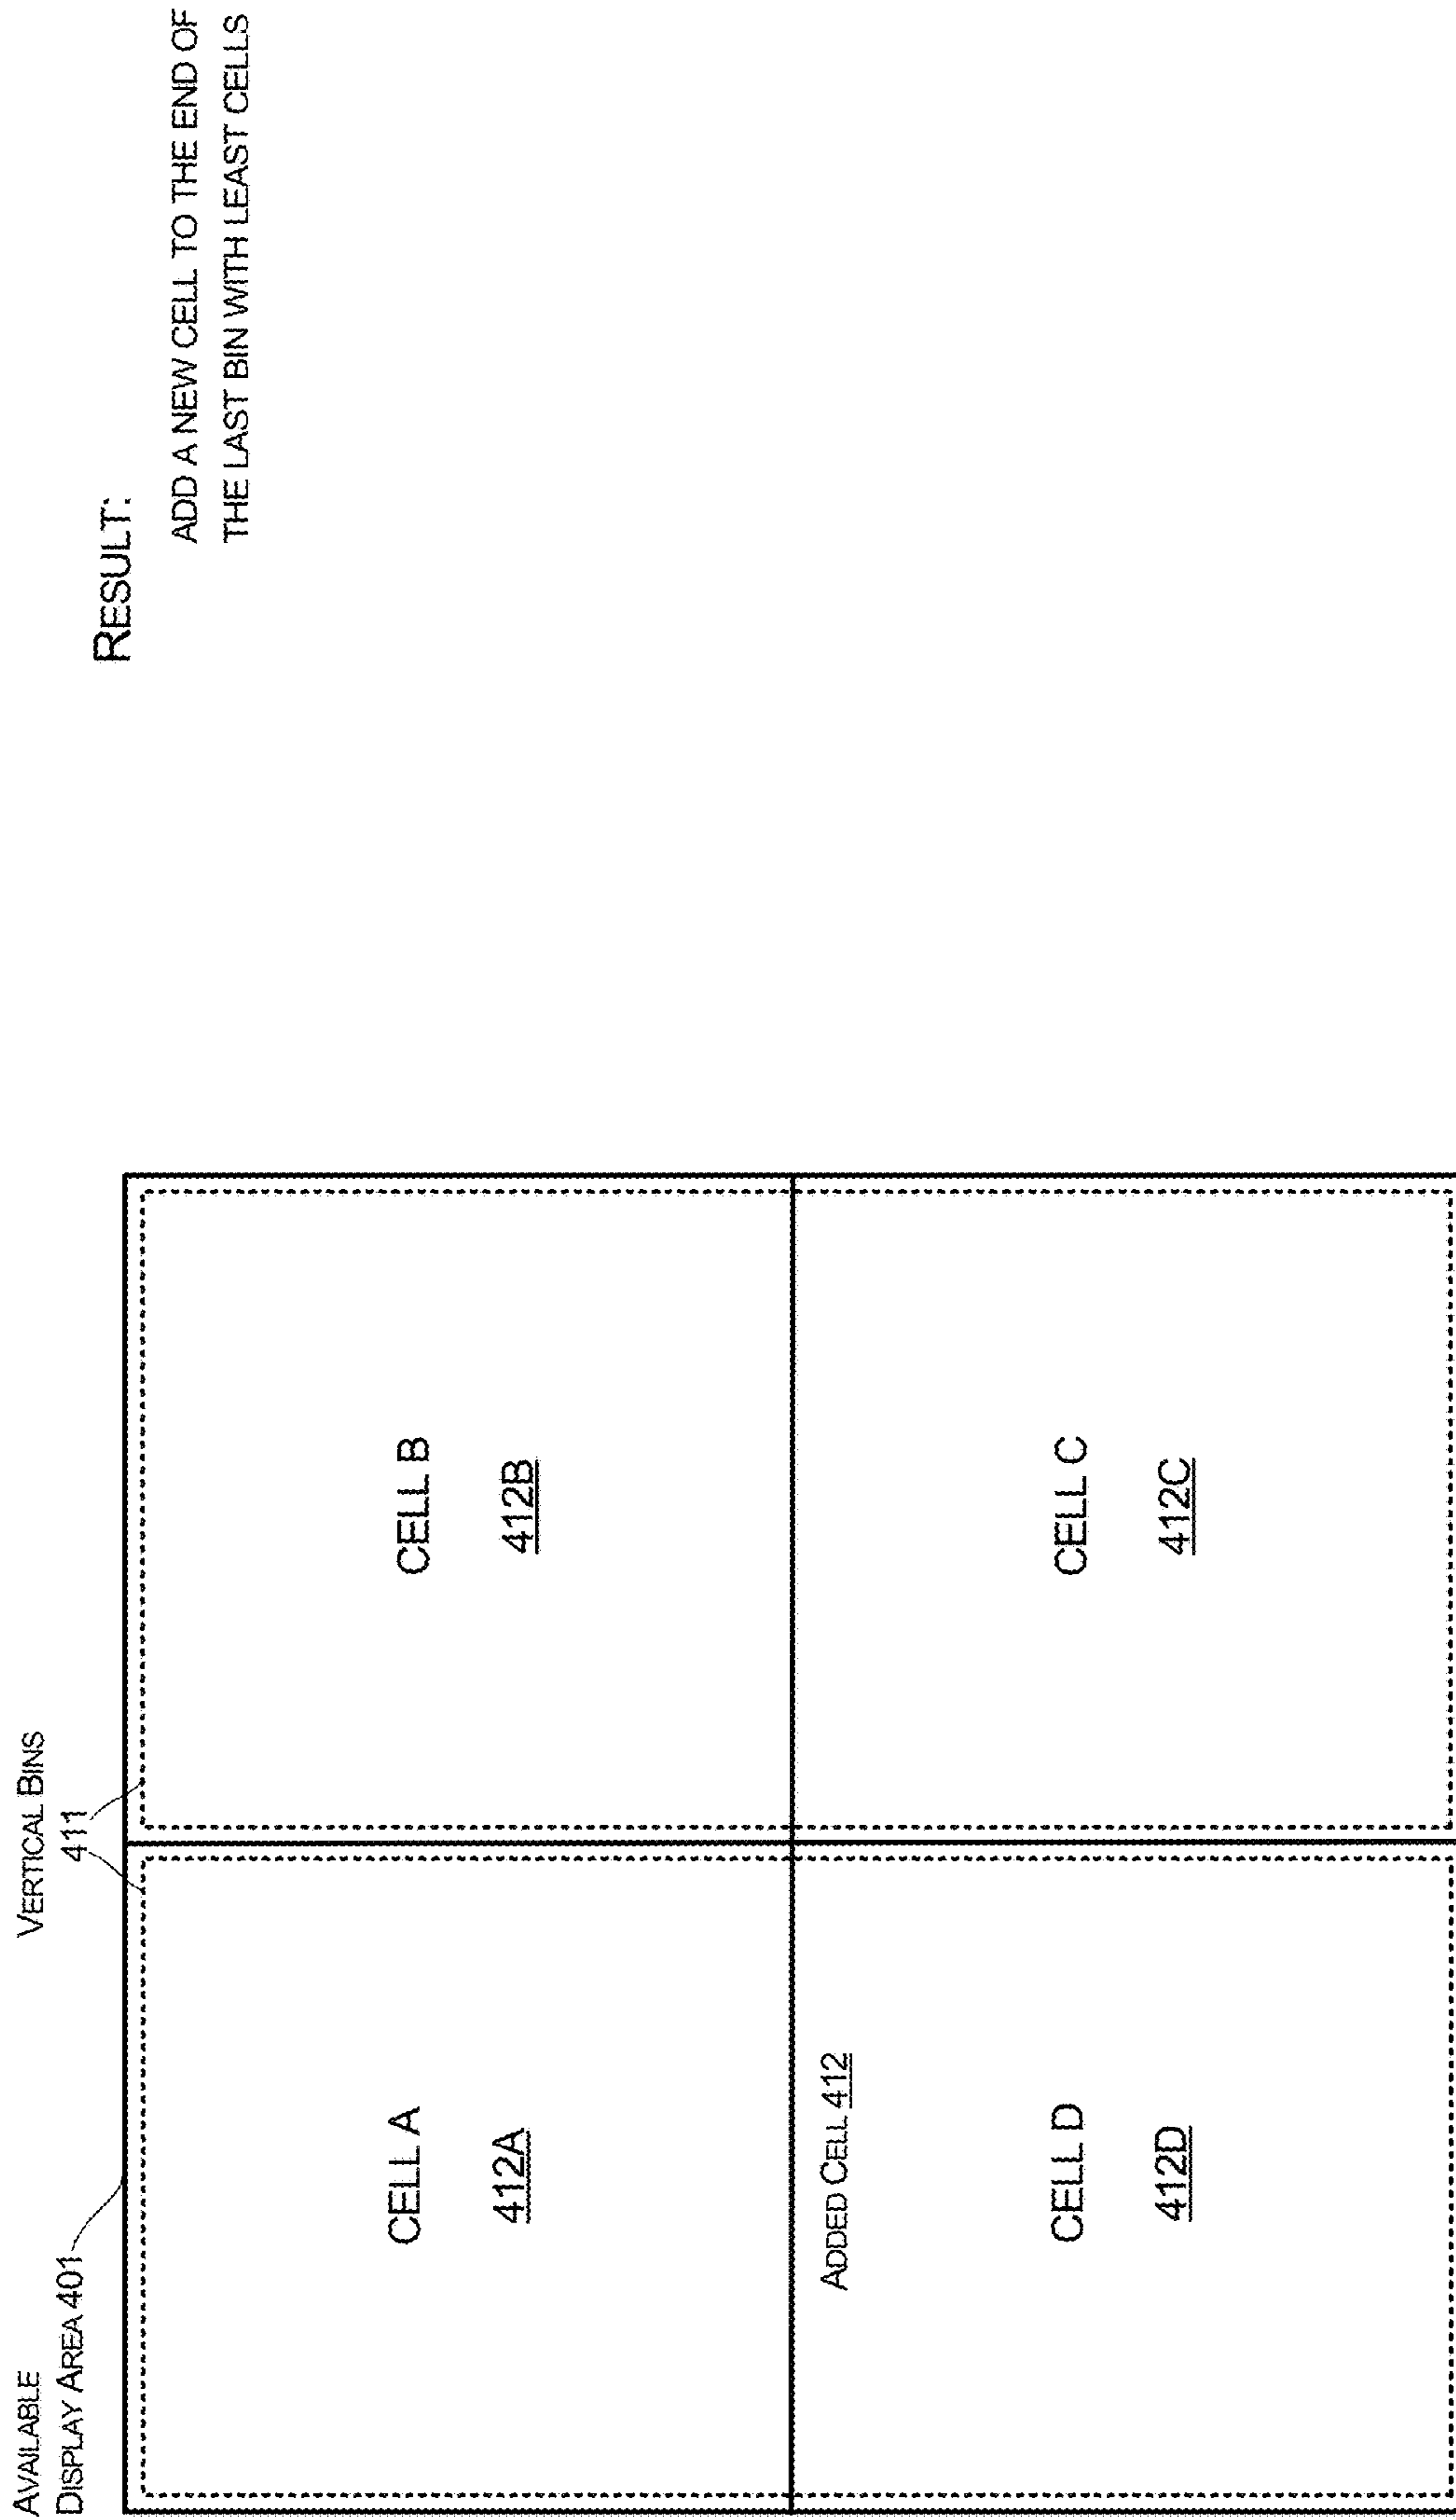 AVAILABLE
DISPLAY AREA 401
VERTICAL BINS
411
CELL A
412A
CELL B
412B
ADDED CELL 412
CELL D
412D
CELL C
412C
RESULT:
ADD A NEW CELL TO THE END OF
THE LAST BIN WITH LEAST CELLS